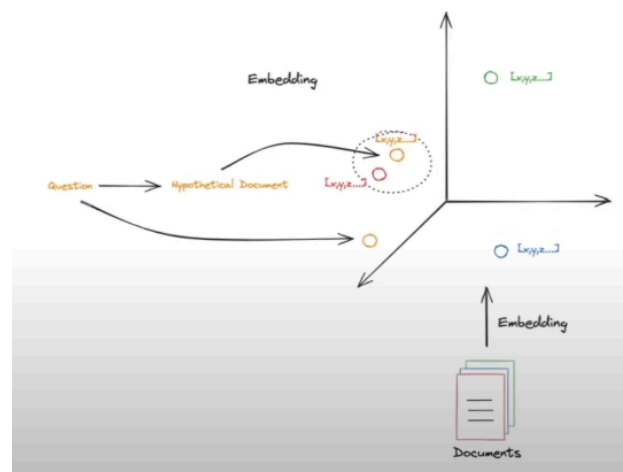 Embedding
[x,y,z...]
[x,y,z...]
Question
Hypothetical Document
[x,y,z...]
[x,y,z...]
Embedding
Documents